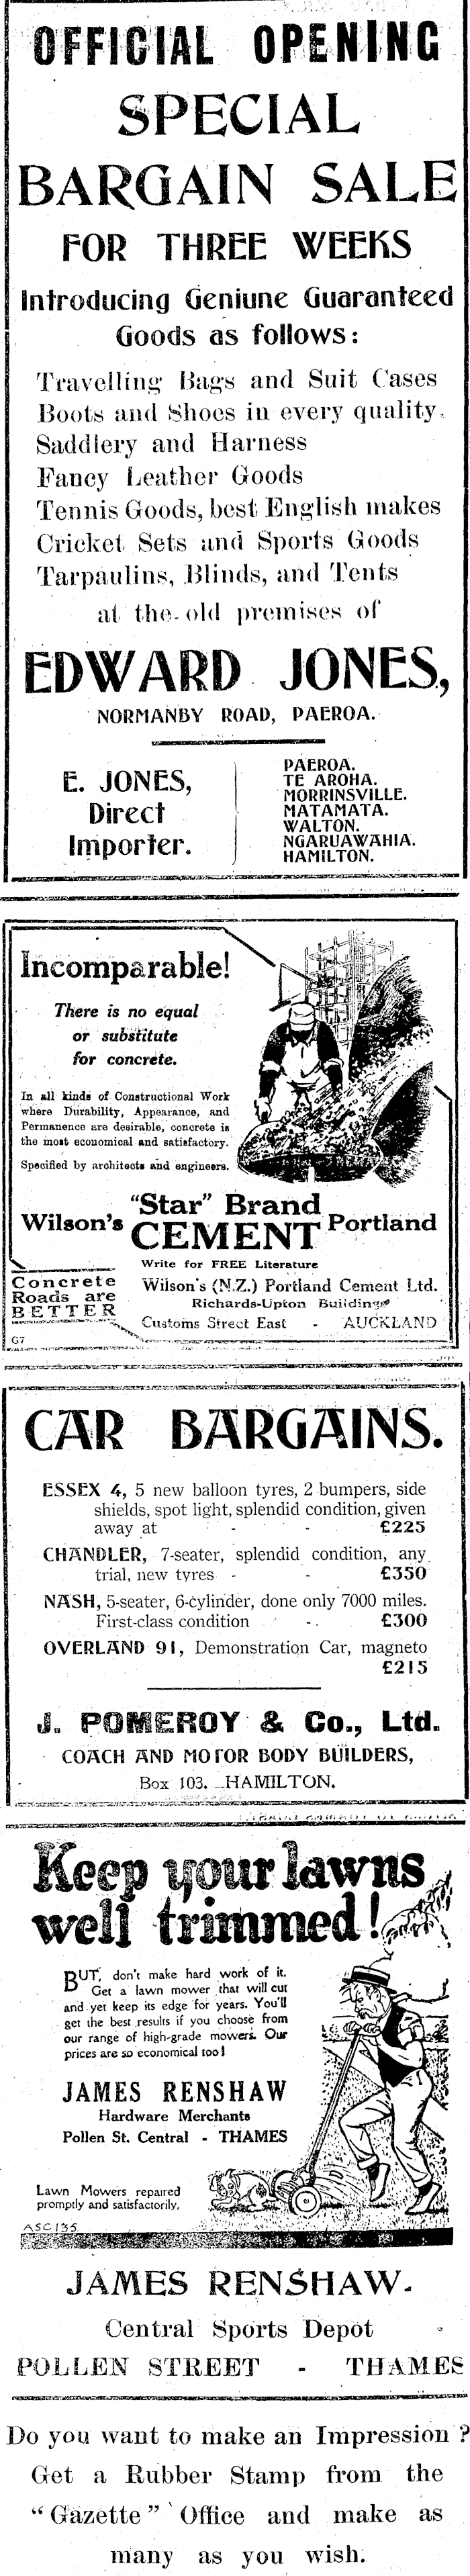 OFFICIAL OPENING
SPECIAL
BARGAIN SALE
FOR THREE WEEKS
Introducing Geniune Guaranteed
Goods as follows:
Travelling Bags and Suit Cases
Boots and Shoes in every quality.
Saddlery and Harness
Fancy Leather Goods
Tennis Goods, best English makes
Cricket Sets and Sports Goods
Tarpaulins, Blinds, and Tents
at the old premises of
EDWARD JONES,
NORMANBY ROAD, PAEROA.
E. JONES,
Direct
Importer.
PAEROA.
TE AROHA.
MORRINSVILLE.
MATAMATA.
WALTON.
NGARUAWAHIA.
HAMILTON.
Incomparable!
There is no equal
or substitute
for concrete.
In all kinds of Constructional Work
where Durability, Appearance, and
Permanence are desirable, concrete is
the most economical and satisfactory.
Specified by architects and engineers.
Wilson's "Star" Brand CEMENT Portland
Write for FREE Literature
Concrete
Roads are
BETTER
Wilson's (N.Z.) Portland Cement Ltd.
Richards-Upton Buildings
Customs Street East - AUCKLAND
G7
CAR BARGAINS.
ESSEX 4, 5 new balloon tyres, 2 bumpers, side
shields, spot light, splendid condition, given
away at - - £225
CHANDLER, 7-seater, splendid condition, any
trial, new tyres - - £350
NASH, 5-seater, 6-cylinder, done only 7000 miles.
First-class condition - - £300
OVERLAND 91, Demonstration Car, magneto
£215
J. POMEROY & Co., Ltd.
COACH AND MOTOR BODY BUILDERS,
Box 103. HAMILTON.
Keep your lawns
well trimmed!
BUT, don't make hard work of it.
Get a lawn mower that will cut
and yet keep its edge for years. You'll
get the best results if you choose from
our range of high-grade mowers. Our
prices are so economical too!
JAMES RENSHAW
Hardware Merchants
Pollen St. Central - THAMES
Lawn Mowers repaired
promptly and satisfactorily.
ASC135
JAMES RENSHAW.
Central Sports Depot
POLLEN STREET - THAMES
Do you want to make an Impression ?
Get a Rubber Stamp from the
"Gazette" Office and make as
many as you wish.